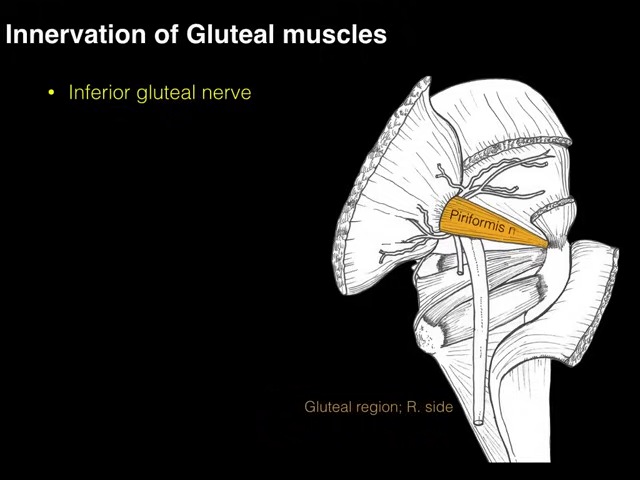 Innervation of Gluteal muscles
• Inferior gluteal nerve
Piriformis n
Gluteal region; R. side